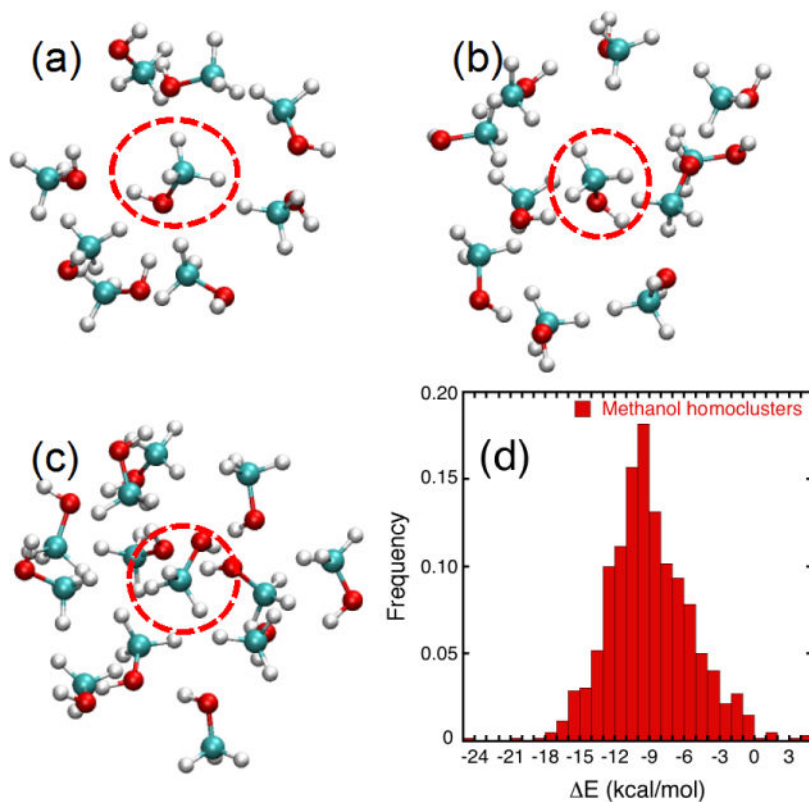 (a)
(b)
(c)
(d)
Methanol homoclusters
Frequency
0.20
0.15
0.10
0.05
0
-24 -21 -18 -15 -12 -9 -6 -3 0 3
ΔE (kcal/mol)